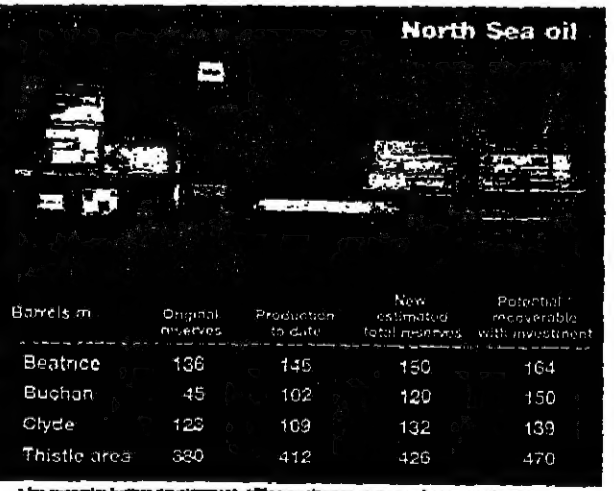 North Sea oil
Barrels m Original reserves Production to date New estimated total reserves Potential recoverable with investment
Beatrice 136 145 150 164
Buchan 45 102 120 150
Clyde 128 109 132 139
Thistle area 380 412 426 470